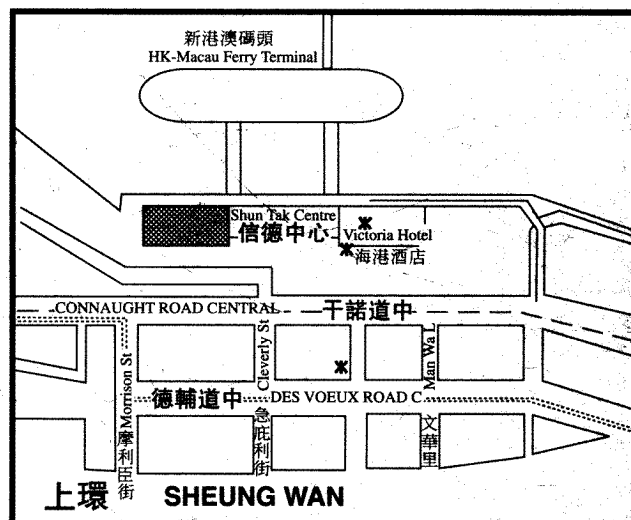 新港澳碼頭
HK-Macau Ferry Terminal
Shun Tak Centre
信德中心
Victoria Hotel
海港酒店
CONNAUGHT ROAD CENTRAL
干諾道中
Morrison St
摩利臣街
Cleverly St
急庇利街
Man Wa L
文華里
德輔道中
DES VOEUX ROAD C
上環 SHEUNG WAN